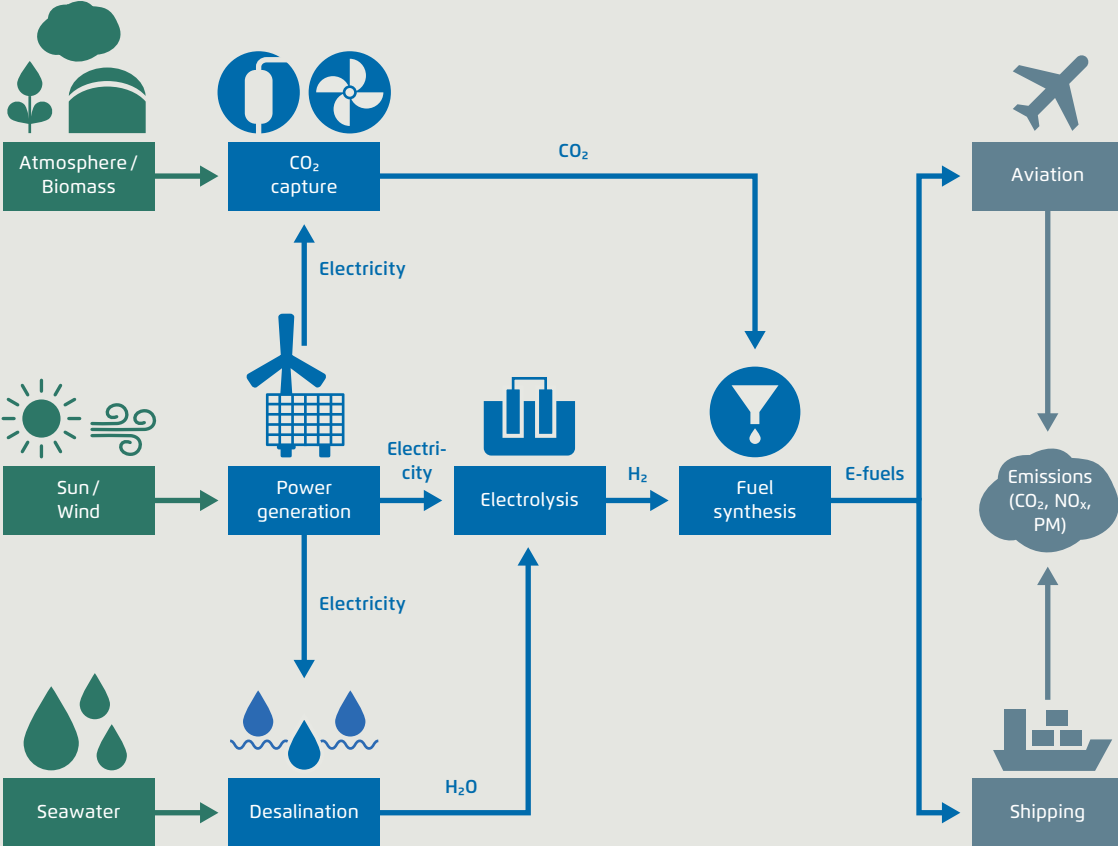 Atmosphere /
Biomass
CO₂
capture
CO₂
Aviation
Electricity
Sun /
Wind
Power
generation
Electri-
city
Electrolysis
H₂
Fuel
synthesis
E-fuels
Emissions
(CO₂, NOₓ,
PM)
Electricity
Seawater
Desalination
H₂O
Shipping